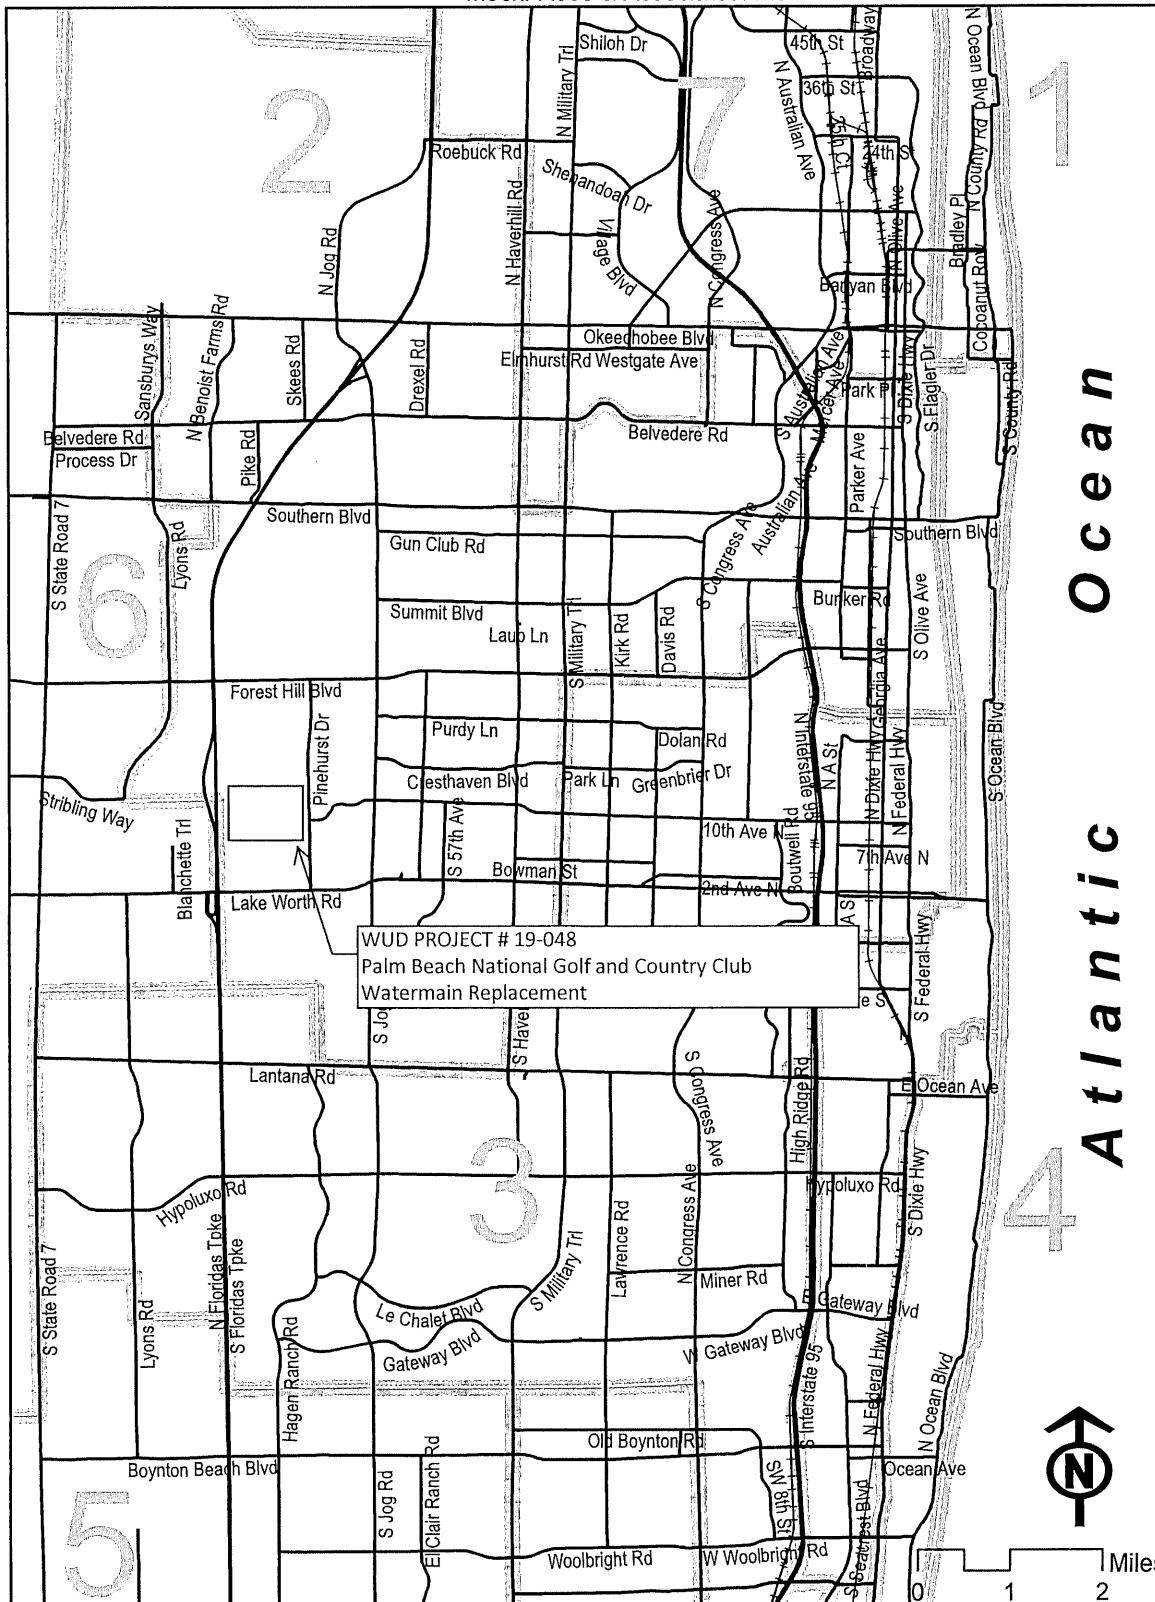 Shiloh Dr
45th St
Broadway
N Ocean Blvd
N Military Trl
N Australian Ave
36th St
7
1
2
25th Ct
N County Rd
Roebuck Rd
Shenandoah Dr
24th St
N Haverhill Rd
N Congress Ave
N Olive Ave
Bradley Pl
N Jog Rd
Village Blvd
Banyan Blvd
Cocoanut Row
Sansburys Way
N Benoist Farms Rd
Skees Rd
Drexel Rd
Okeechobee Blvd
Elmhurst Rd Westgate Ave
S Australian Ave
Mercer Ave
Park Pl
S Dixie Hwy
S Flagler Dr
S County Rd
Ocean
Belvedere Rd
Process Dr
Pike Rd
Belvedere Rd
Parker Ave
Australian Ave
S State Road 7
Lyons Rd
Southern Blvd
Gun Club Rd
S Congress Ave
Southern Blvd
6
Summit Blvd
Laub Ln
S Military Trl
Kirk Rd
Davis Rd
Bunker Rd
S Olive Ave
Georgia Ave
Forest Hill Blvd
Pinehurst Dr
Purdy Ln
Dolan Rd
N Interstate 95
N A St
N Dixie Hwy
N Federal Hwy
S Ocean Blvd
Cresthaven Blvd
Park Ln
Greenbrier Dr
Stribling Way
Blanchette Trl
S 57th Ave
10th Ave N
Boutwell Rd
7th Ave N
Bowman St
2nd Ave N
Lake Worth Rd
A St
S Federal Hwy
Atlantic
WUD PROJECT # 19-048
Palm Beach National Golf and Country Club
Watermain Replacement
e S
S Jo
S Haver
Lantana Rd
S Congress Ave
High Ridge Rd
E Ocean Ave
3
4
Hypoluxo Rd
Hypoluxo Rd
S Dixie Hwy
S State Road 7
Lyons Rd
N Floridas Tpke
S Floridas Tpke
Lawrence Rd
N Congress Ave
Miner Rd
S Military Trl
Le Chalet Blvd
Gateway Blvd
W Gateway Blvd
E Gateway Blvd
Hagen Ranch Rd
S Interstate 95
N Federal Hwy
N Ocean Blvd
Old Boynton Rd
Boynton Beach Blvd
Ocean Ave
N
S Jog Rd
El Clair Ranch Rd
SW 8th St
S Seacrest Blvd
5
Woolbright Rd
W Woolbright Rd
Miles
0 1 2